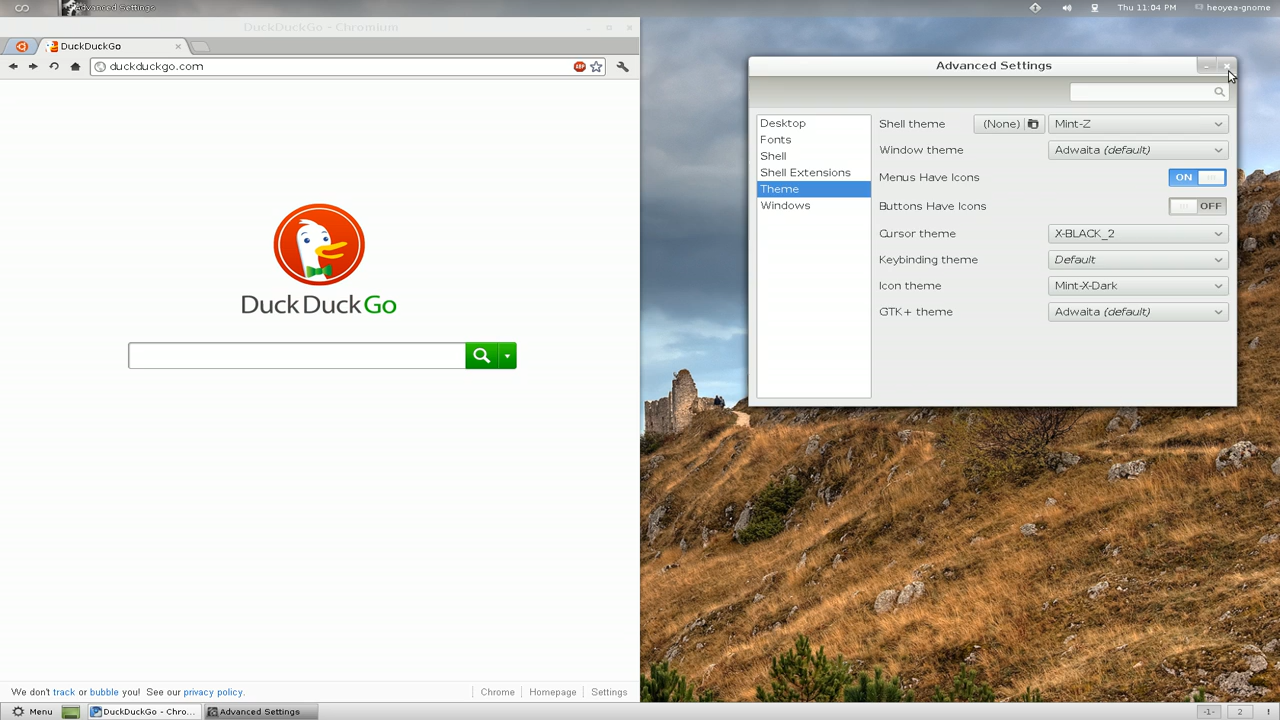 Advanced Settings
Thu 11:04 PM
heoyea-gnome
DuckDuckGo - Chromium
DuckDuckGo
duckduckgo.com
ABP
DuckDuckGo
We don't track or bubble you! See our privacy policy.
Chrome
Homepage
Settings
Advanced Settings
Desktop
Fonts
Shell
Shell Extensions
Theme
Windows
Shell theme (None) Mint-Z
Window theme Adwaita (default)
Menus Have Icons ON
Buttons Have Icons OFF
Cursor theme X-BLACK_2
Keybinding theme Default
Icon theme Mint-X-Dark
GTK+ theme Adwaita (default)
Menu
DuckDuckGo - Chro...
Advanced Settings
-1-
2
!